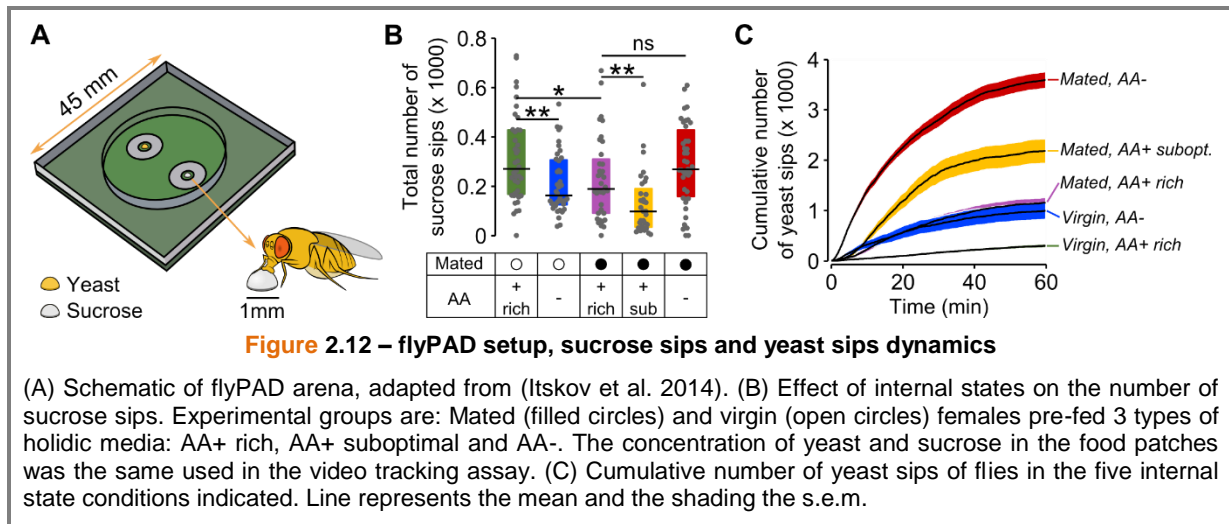 A
45 mm
Yeast
Sucrose
1mm
B
Total number of
sucrose sips (x 1000)
0.8
0.6
0.4
0.2
0
**
*
**
ns
Mated
AA
+
rich
-
+
rich
+
sub
-
C
Cumulative number
of yeast sips (x 1000)
4
3
2
1
0
20
40
60
Time (min)
Mated, AA-
Mated, AA+ subopt.
Mated, AA+ rich
Virgin, AA-
Virgin, AA+ rich
Figure 2.12 – flyPAD setup, sucrose sips and yeast sips dynamics
(A) Schematic of flyPAD arena, adapted from (Itskov et al. 2014). (B) Effect of internal states on the number of
sucrose sips. Experimental groups are: Mated (filled circles) and virgin (open circles) females pre-fed 3 types of
holidic media: AA+ rich, AA+ suboptimal and AA-. The concentration of yeast and sucrose in the food patches
was the same used in the video tracking assay. (C) Cumulative number of yeast sips of flies in the five internal
state conditions indicated. Line represents the mean and the shading the s.e.m.